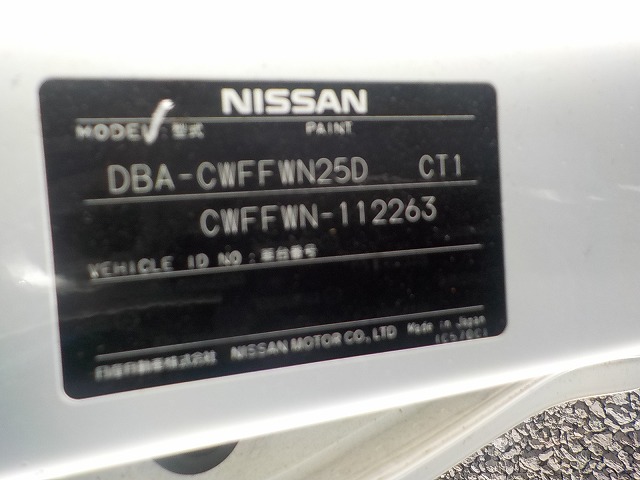 NISSAN
MODEL: 型式 PAINT
DBA-CWFFWN25D CT1
CWFFWN-112263
VEHICLE ID NO: 車台番号
日産自動車株式会社 NISSAN MOTOR CO., LTD Made in Japan